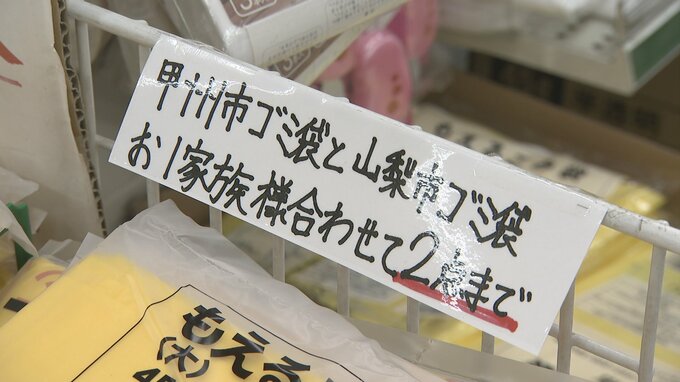 甲州市ゴミ袋と山梨市ゴミ袋
お1家族様合わせて2点まで
もえる
(大)